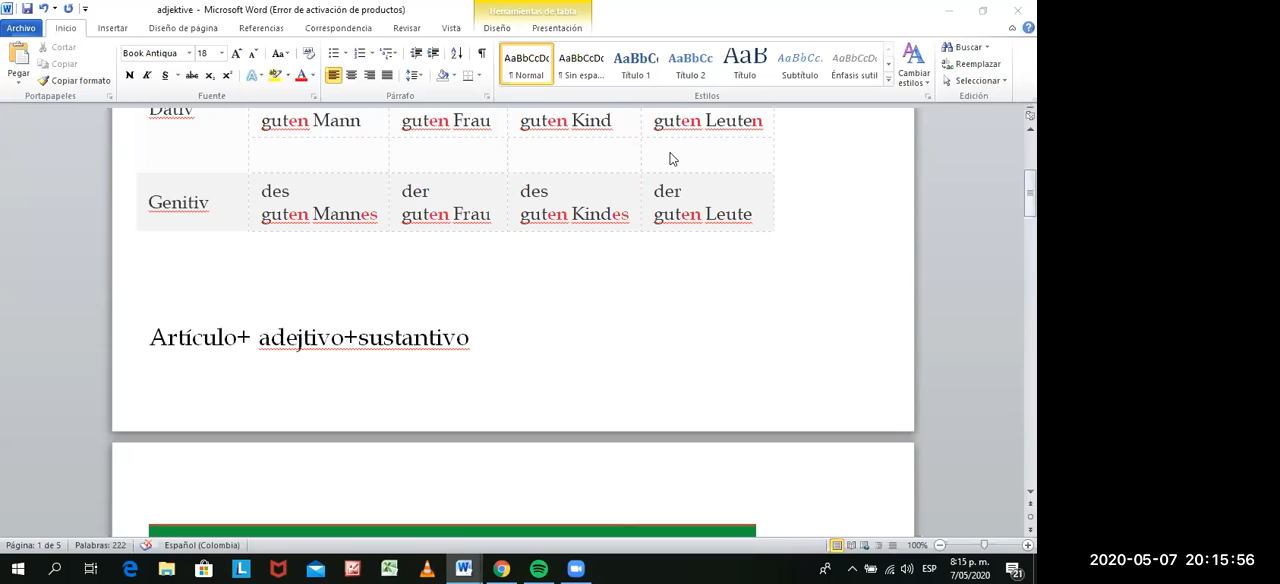 adjektive - Microsoft Word (Error de activación de productos)
Herramientas de tabla
Archivo Inicio Insertar Diseño de página Referencias Correspondencia Revisar Vista Diseño Presentación
Pegar
Cortar
Copiar
Copiar formato
Portapapeles
Book Antiqua 18
Fuente
Párrafo
AaBbCcDc AaBbCcDc AaBbC AaBbCc AaB AaBbCc. AaBbCcDc
¶ Normal ¶ Sin espa... Título 1 Título 2 Título Subtítulo Énfasis sutil
Estilos
Cambiar
estilos
Buscar
Reemplazar
Seleccionar
Edición
Dativ
guten Mann guten Frau guten Kind guten Leuten
Genitiv
des der des der
guten Mannes guten Frau guten Kindes guten Leute
Artículo+ adejtivo+sustantivo
Página: 1 de 5 Palabras: 222 Español (Colombia) 100%
ESP
8:15 p. m.
7/05/2020
21
2020-05-07 20:15:56